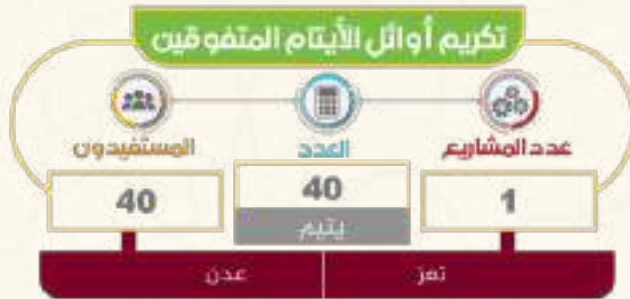 تكريم أوائل الأيتام المتفوقين
عدد المشاريع
العدد
المستفيدون
1
40
40
يتيم
تعز
عدن